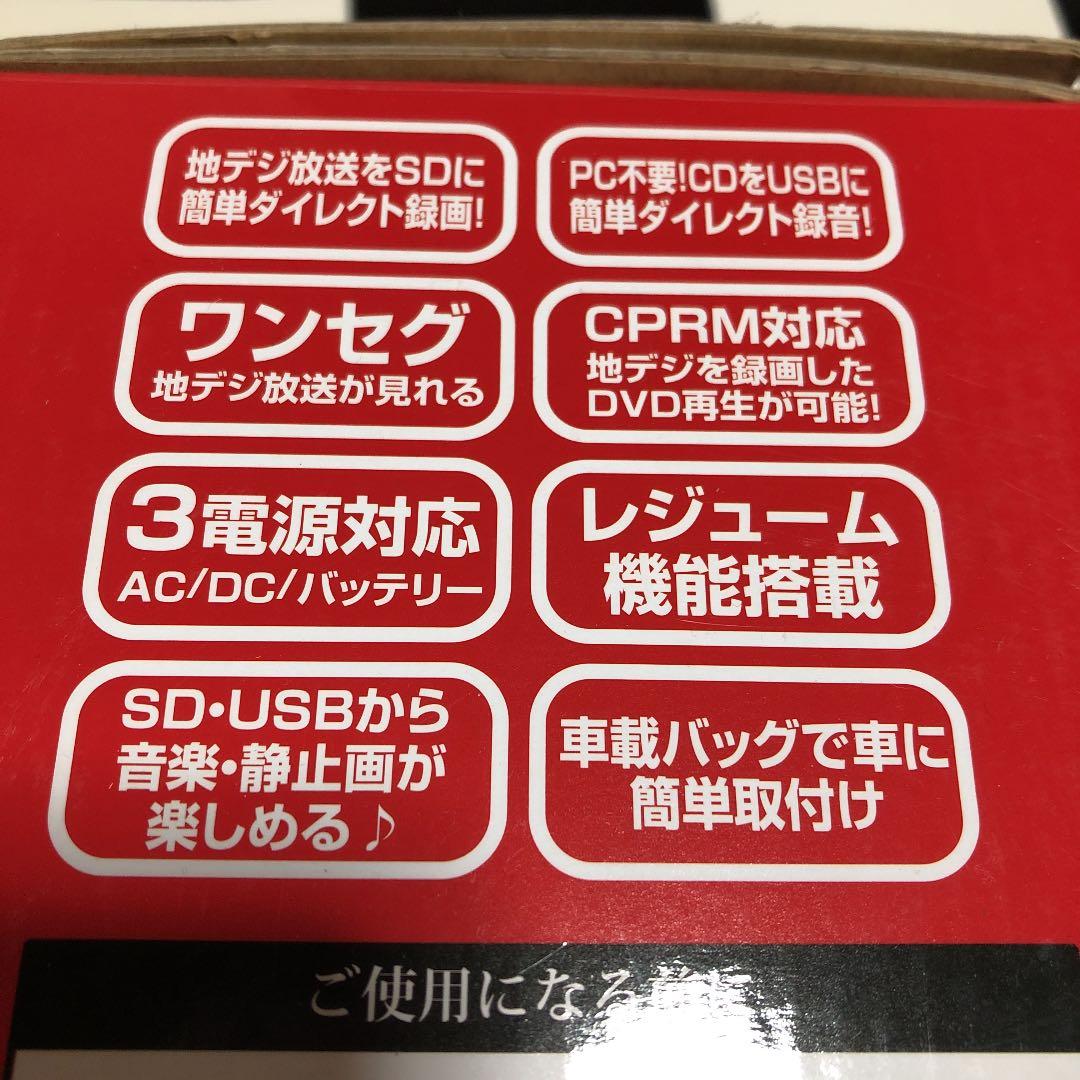 地デジ放送をSDに
簡単ダイレクト録画!
PC不要!CDをUSBに
簡単ダイレクト録音!
ワンセグ
地デジ放送が見れる
CPRM対応
地デジを録画した
DVD再生が可能!
3電源対応
AC/DC/バッテリー
レジューム
機能搭載
SD・USBから
音楽・静止画が
楽しめる♪
車載バッグで車に
簡単取付け
ご使用になる前に